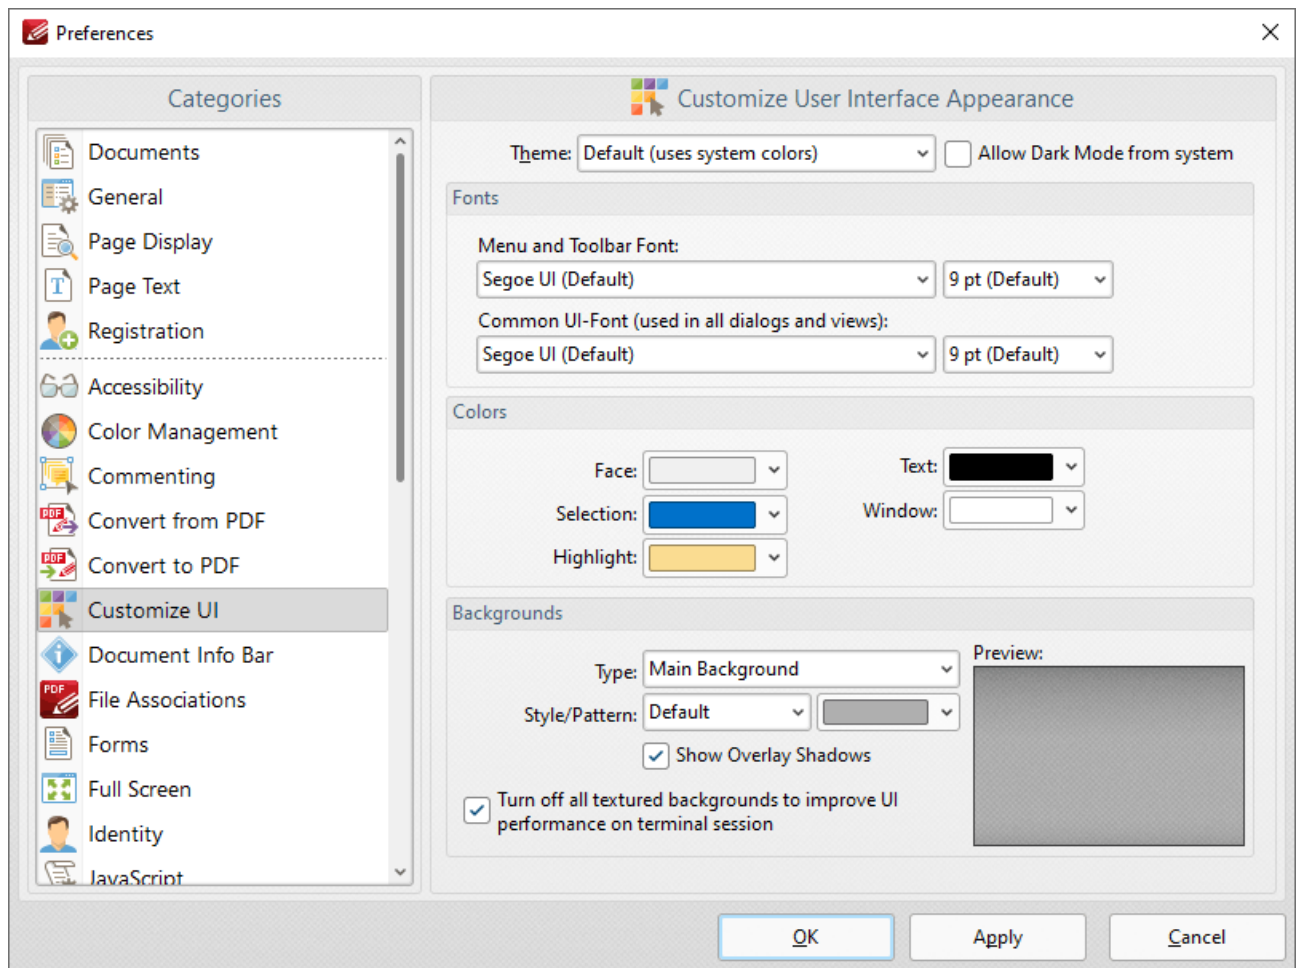 Preferences
Categories
Documents
General
Page Display
Page Text
Registration
Accessibility
Color Management
Commenting
Convert from PDF
Convert to PDF
Customize UI
Document Info Bar
File Associations
Forms
Full Screen
Identity
JavaScript
Customize User Interface Appearance
Theme: Default (uses system colors) Allow Dark Mode from system
Fonts
Menu and Toolbar Font:
Segoe UI (Default) 9 pt (Default)
Common UI-Font (used in all dialogs and views):
Segoe UI (Default) 9 pt (Default)
Colors
Face: Text:
Selection: Window:
Highlight:
Backgrounds
Type: Main Background Preview:
Style/Pattern: Default
Show Overlay Shadows
Turn off all textured backgrounds to improve UI
performance on terminal session
OK Apply Cancel